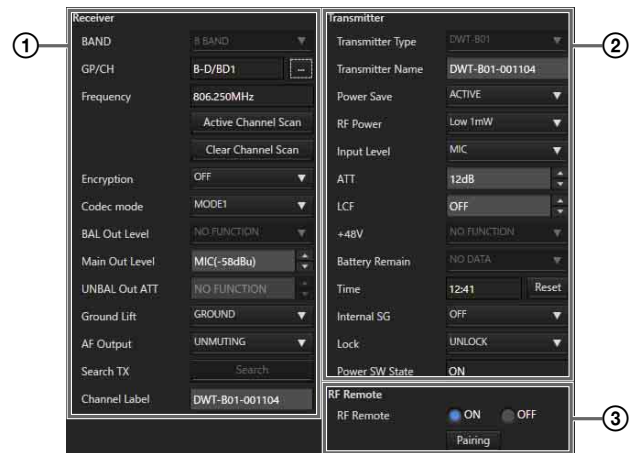 Receiver
BAND B BAND
GP/CH B-D/BD1 ...
Frequency 806.250MHz
Active Channel Scan
Clear Channel Scan
Encryption OFF
Codec mode MODE1
BAL Out Level NO FUNCTION
Main Out Level MIC(-58dBu)
UNBAL Out ATT NO FUNCTION
Ground Lift GROUND
AF Output UNMUTING
Search TX Search
Channel Label DWT-B01-001104
1
Transmitter
Transmitter Type DWT-B01
Transmitter Name DWT-B01-001104
Power Save ACTIVE
RF Power Low 1mW
Input Level MIC
ATT 12dB
LCF OFF
+48V NO FUNCTION
Battery Remain NO DATA
Time 12:41 Reset
Internal SG OFF
Lock UNLOCK
Power SW State ON
2
RF Remote
RF Remote ON OFF
Pairing
3